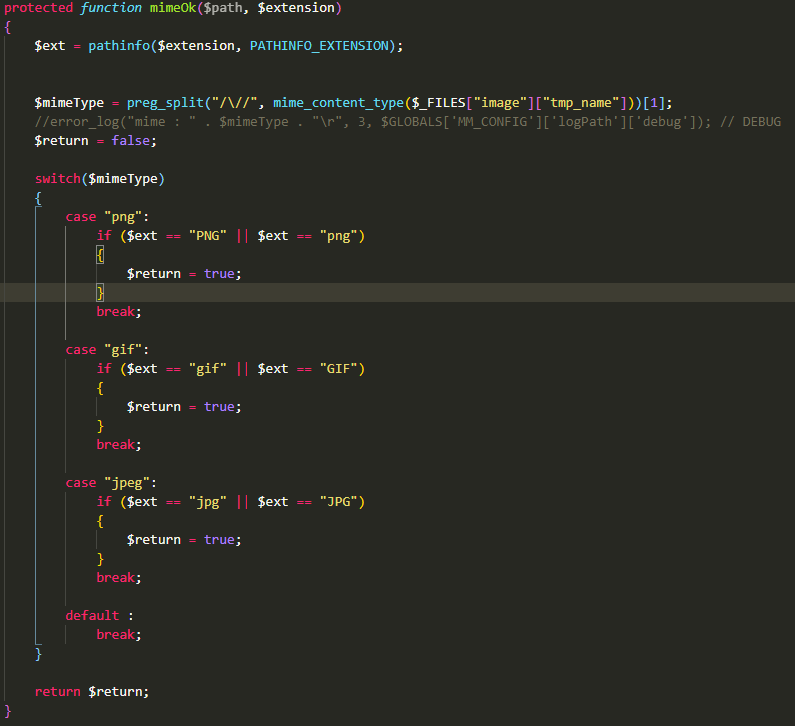 protected function mimeOk($path, $extension)
{
    $ext = pathinfo($extension, PATHINFO_EXTENSION);
    $mimeType = preg_split("/\//", mime_content_type($_FILES["image"]["tmp_name"]))[1];
    //error_log("mime : " . $mimeType . "\r", 3, $GLOBALS['MM_CONFIG']['logPath']['debug']); // DEBUG
    $return = false;
    switch($mimeType)
    {
        case "png":
            if ($ext == "PNG" || $ext == "png")
            {
                $return = true;
            }
            break;
        case "gif":
            if ($ext == "gif" || $ext == "GIF")
            {
                $return = true;
            }
            break;
        case "jpeg":
            if ($ext == "jpg" || $ext == "JPG")
            {
                $return = true;
            }
            break;
        default :
            break;
    }
    return $return;
}